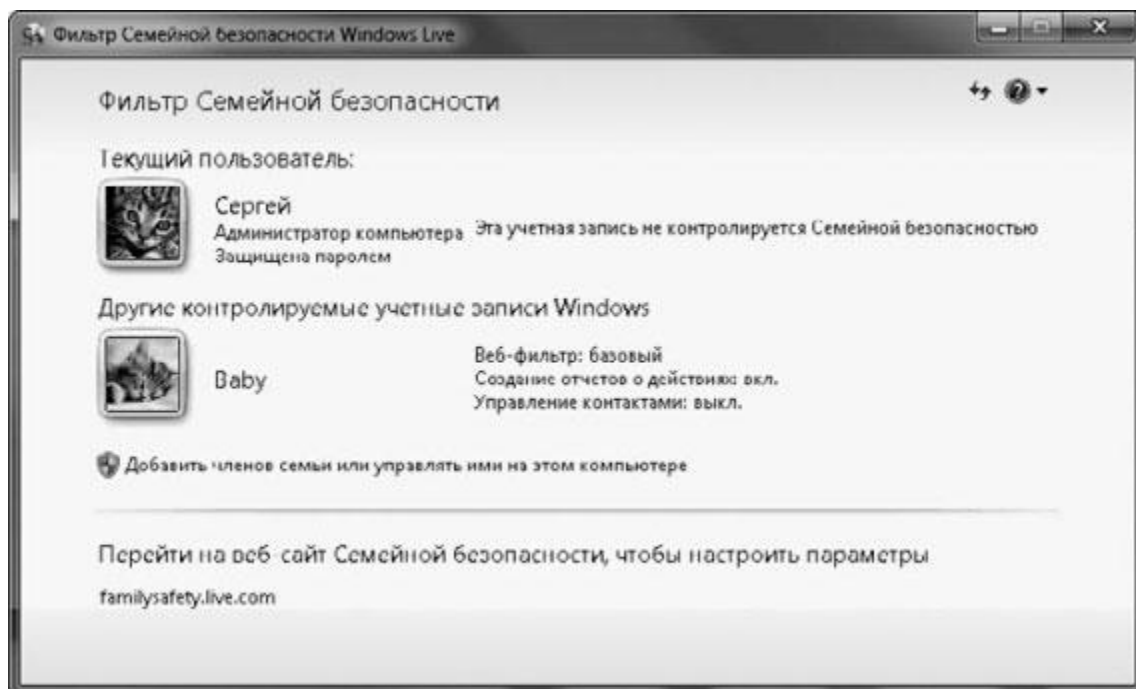 Фильтр Семейной безопасности Windows Live
Фильтр Семейной безопасности
Текущий пользователь:
Сергей
Администратор компьютера
Защищена паролем
Эта учетная запись не контролируется Семейной безопасностью
Другие контролируемые учетные записи Windows
Baby
Веб-фильтр: базовый
Создание отчетов о действиях: вкл.
Управление контактами: выкл.
Добавить членов семьи или управлять ими на этом компьютере
Перейти на веб-сайт Семейной безопасности, чтобы настроить параметры
familysafety.live.com